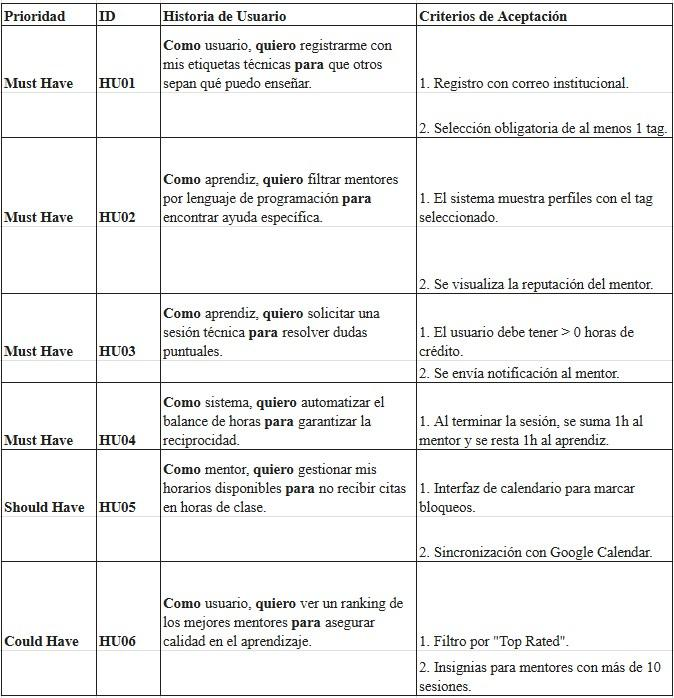 Prioridad ID Historia de Usuario Criterios de Aceptación
Must Have HU01
Como usuario, quiero registrarme con
mis etiquetas técnicas para que otros
sepan qué puedo enseñar.
1. Registro con correo institucional.
2. Selección obligatoria de al menos 1 tag.
Must Have HU02
Como aprendiz, quiero filtrar mentores
por lenguaje de programación para
encontrar ayuda específica.
1. El sistema muestra perfiles con el tag
seleccionado.
2. Se visualiza la reputación del mentor.
Must Have HU03
Como aprendiz, quiero solicitar una
sesión técnica para resolver dudas
puntuales.
1. El usuario debe tener > 0 horas de
crédito.
2. Se envía notificación al mentor.
Must Have HU04
Como sistema, quiero automatizar el
balance de horas para garantizar la
reciprocidad.
1. Al terminar la sesión, se suma 1h al
mentor y se resta 1h al aprendiz.
Should Have HU05
Como mentor, quiero gestionar mis
horarios disponibles para no recibir citas
en horas de clase.
1. Interfaz de calendario para marcar
bloqueos.
2. Sincronización con Google Calendar.
Could Have HU06
Como usuario, quiero ver un ranking de
los mejores mentores para asegurar
calidad en el aprendizaje.
1. Filtro por "Top Rated".
2. Insignias para mentores con más de 10
sesiones.